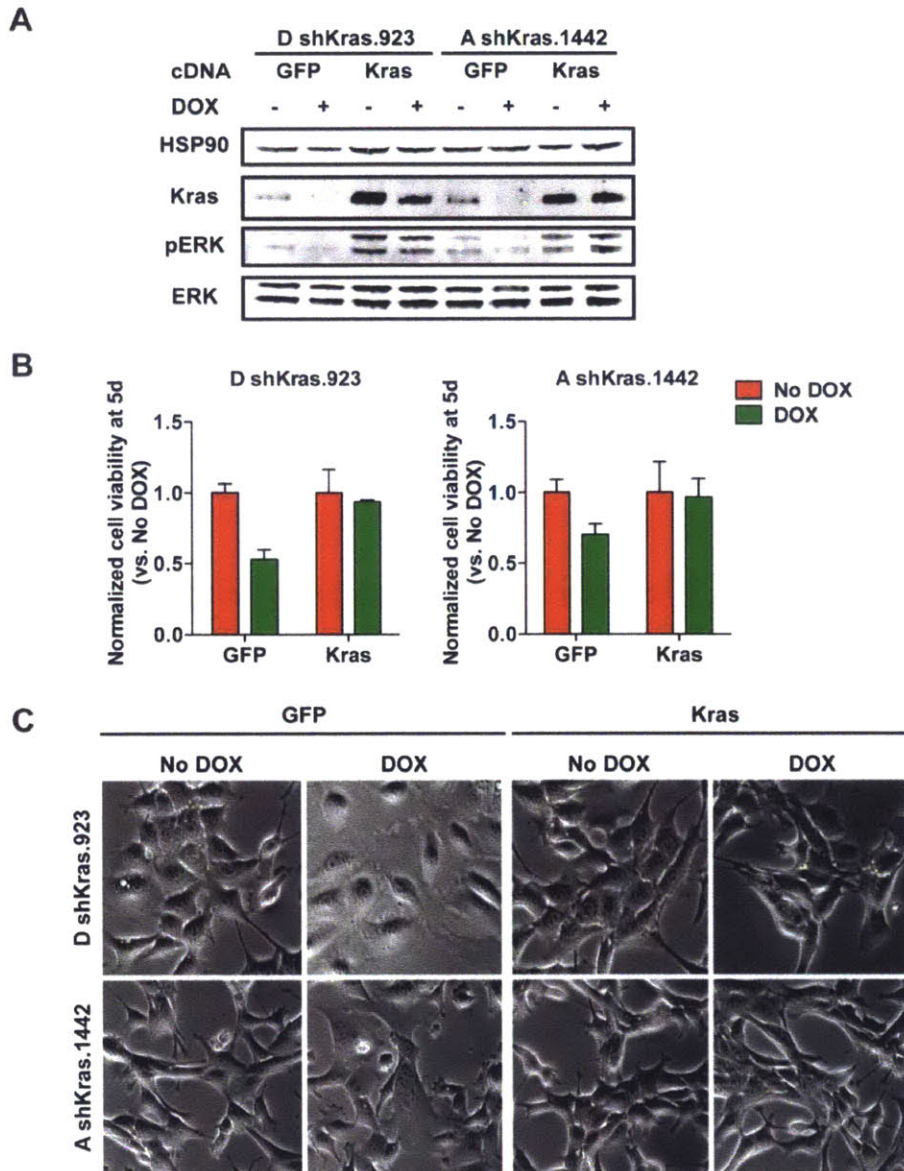 A
D shKras.923 A shKras.1442
cDNA GFP Kras GFP Kras
DOX - + - + - + - +
HSP90
Kras
pERK
ERK
B
D shKras.923
Normalized cell viability at 5d
(vs. No DOX)
1.5
1.0
0.5
0.0
GFP Kras
A shKras.1442
Normalized cell viability at 5d
(vs. No DOX)
1.5
1.0
0.5
0.0
GFP Kras
No DOX
DOX
C
GFP Kras
No DOX DOX No DOX DOX
D shKras.923
A shKras.1442